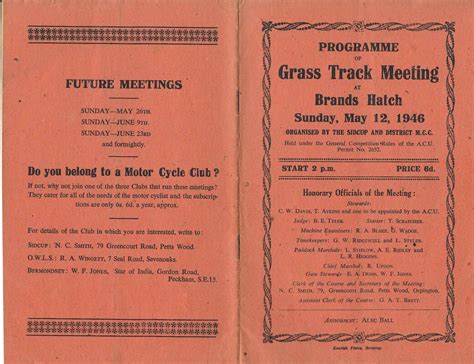 FUTURE MEETINGS
SUNDAY—MAY 26TH.
SUNDAY—JUNE 9TH.
SUNDAY—JUNE 23RD
and fortnightly.
Do you belong to a Motor Cycle Club ?
If not, why not join one of the three Clubs that run these meetings?
They cater for all of the needs of the motor cyclist and the subscriptions
are only 6s. 6d. a year, approx.
For details of the Club in which you are interested, write to:
SIDCUP: N. C. SMITH, 79 Greencourt Road, Petts Wood.
O.W.L.S.: R. A. WINGSETT, 7 Seal Road, Sevenoaks.
BERMONDSEY: W. F. JONES, Star of India, Gordon Road,
Peckham, S.E.15.
PROGRAMME
OF
Grass Track Meeting
AT
Brands Hatch
Sunday, May 12, 1946
ORGANISED BY THE SIDCUP AND DISTRICT M.C.C.
Held under the General Competition Rules of the A.C.U.
Permit No.
START 2 p.m. PRICE 6d.
Honorary Officials of the Meeting:
Stewards:
C. W. DAVIS, T. ATKINS and one to be appointed by the A.C.U.
Judge: B. E. TYLER. Starter: T. SCRATCHER.
Machine Examiners: R. A. BLAKE, U. WADGE.
Timekeepers: G. W. RIDGEWELL and L. STYLES.
Paddock Marshals: L. A. E. RIDLEY and
L. R. HIGGINS.
Chief Marshal: R. UPSON.
Gate Stewards: E. A. DUNN, W. F. JONES.
Clerk of the Course and Secretary of the Meeting:
N. C. SMITH, 79, Greencourt Road, Petts Wood, Orpington.
Assistant Clerk of the Course: G. A. T. BRETT.
Announcer: ALEC BALL